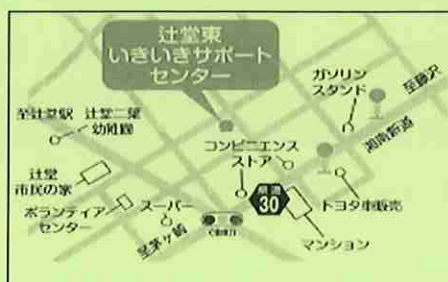 辻堂東
いきいきサポート
センター
ガソリン
スタンド
至藤沢
湘南新道
至辻堂駅
辻堂二葉
幼稚園
コンビニエンス
ストア
辻堂
市民の家
ボランティア
センター
スーパー
県道
30
トヨタ車販売
至茅ヶ崎
マンション